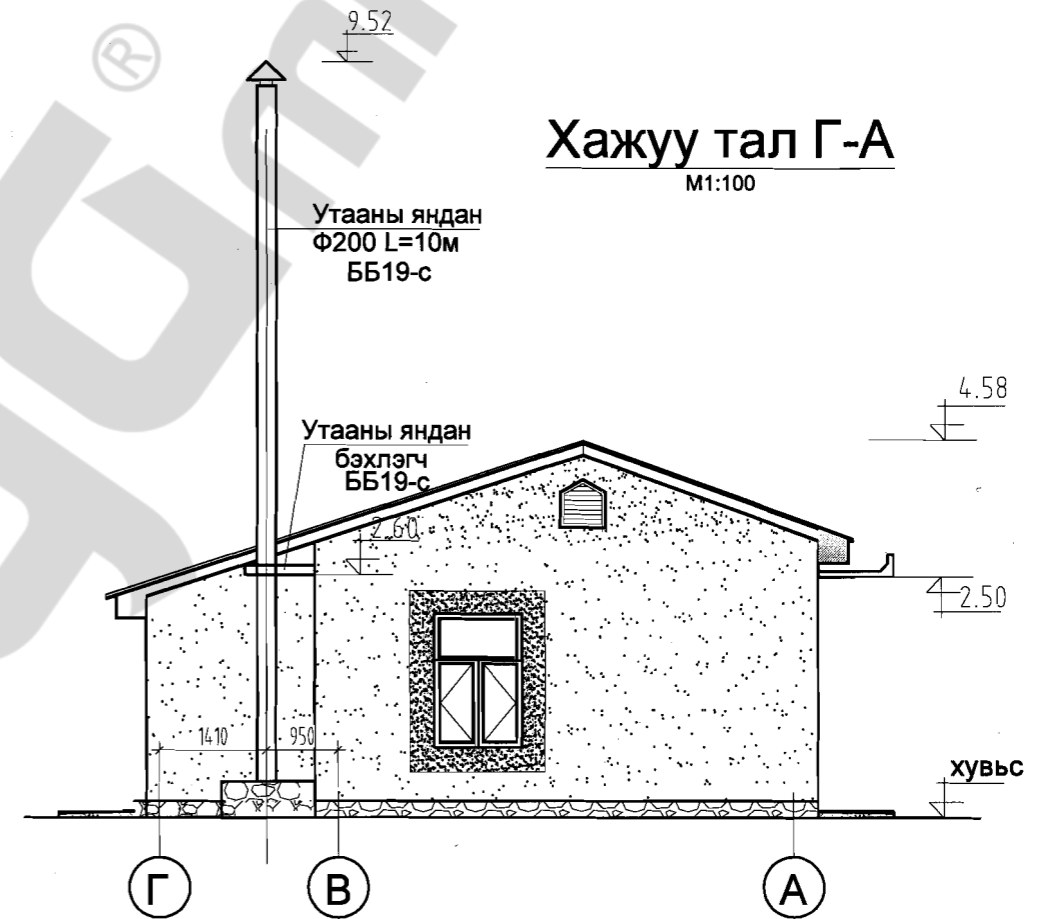 9.52
Хажуу тал Г-А
М1:100
Утааны яндан
Ф200 L=10м
ББ19-с
4.58
Утааны яндан
бэхлэгч
ББ19-с
2.60
2.50
1410
950
хувьс
Г
В
А